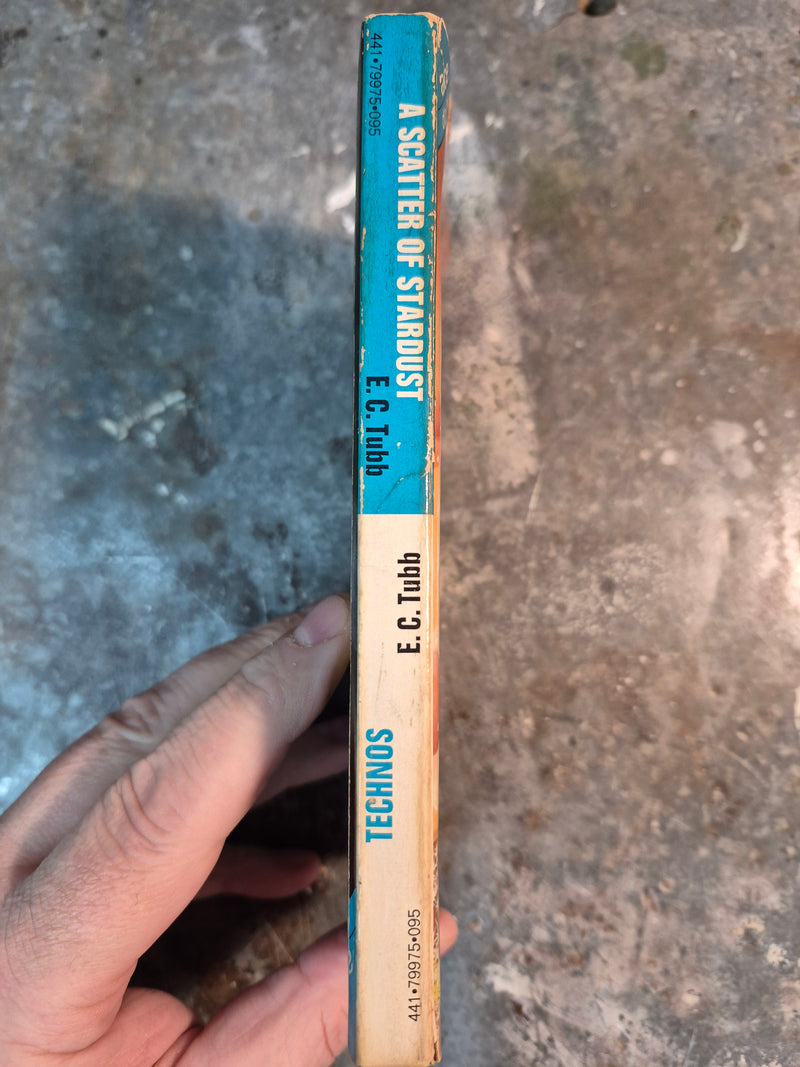 441•79975•095
A SCATTER OF STARDUST
E. C. Tubb
E. C. Tubb
TECHNOS
441•79975•095